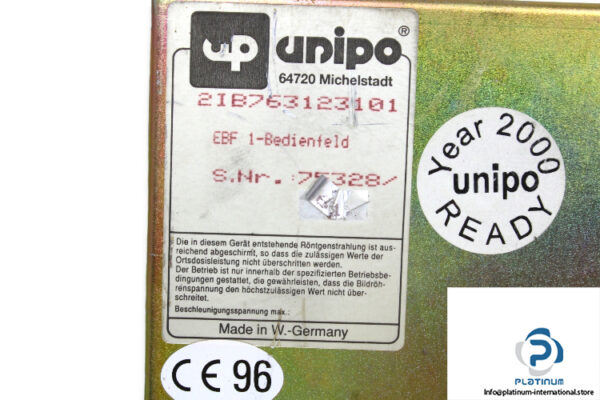 up unipo®
64720 Michelstadt
2IB763123101
EBF 1-Bedienfeld
S.Nr. :75328/
Die in diesem Gerät entstehende Röntgenstrahlung ist aus-
reichend abgeschirmt, so dass die zulässigen Werte der
Ortsdosisleistung nicht überschritten werden.
Der Betrieb ist nur innerhalb der spezifizierten Betriebsbe-
dingungen gestattet, die gewährleisten, dass die Bildröh-
renspannung den höchstzulässigen Wert nicht über-
schreitet.
Beschleunigungsspannung max.:
Made in W.-Germany
CE 96
Year 2000
unipo
READY
PLATINUM
info@platinum-international.store